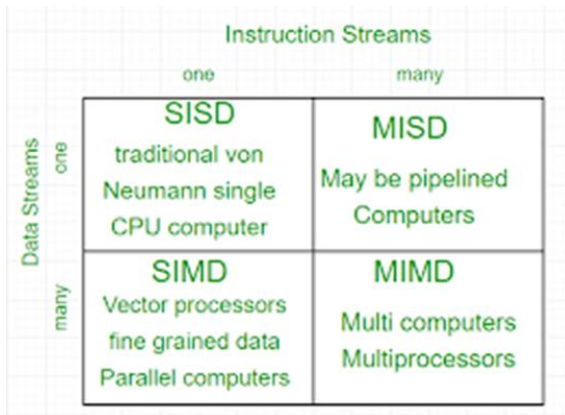 Instruction Streams
one
many
Data Streams
one
SISD
traditional von
Neumann single
CPU computer
MISD
May be pipelined
Computers
many
SIMD
Vector processors
fine grained data
Parallel computers
MIMD
Multi computers
Multiprocessors